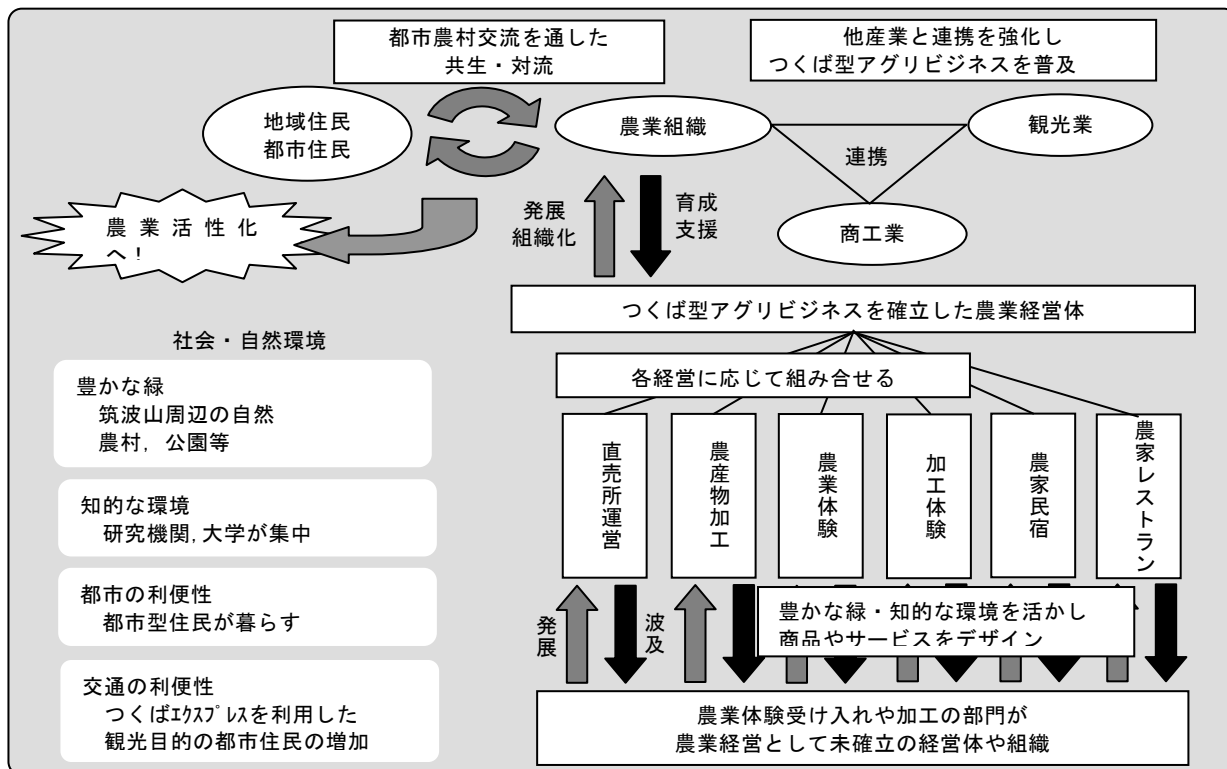 都市農村交流を通した
共生・対流
他産業と連携を強化し
つくば型アグリビジネスを普及
地域住民
都市住民
農業組織
観光業
連携
商工業
農業活性化
へ！
発展
組織化
育成
支援
つくば型アグリビジネスを確立した農業経営体
各経営に応じて組み合せる
直売所運営
農産物加工
農業体験
加工体験
農家民宿
農家レストラン
発展
波及
豊かな緑・知的な環境を活かし
商品やサービスをデザイン
農業体験受け入れや加工の部門が
農業経営として未確立の経営体や組織
社会・自然環境
豊かな緑
筑波山周辺の自然
農村，公園等
知的な環境
研究機関，大学が集中
都市の利便性
都市型住民が暮らす
交通の利便性
つくばｴｸｽﾌﾟﾚｽを利用した
観光目的の都市住民の増加